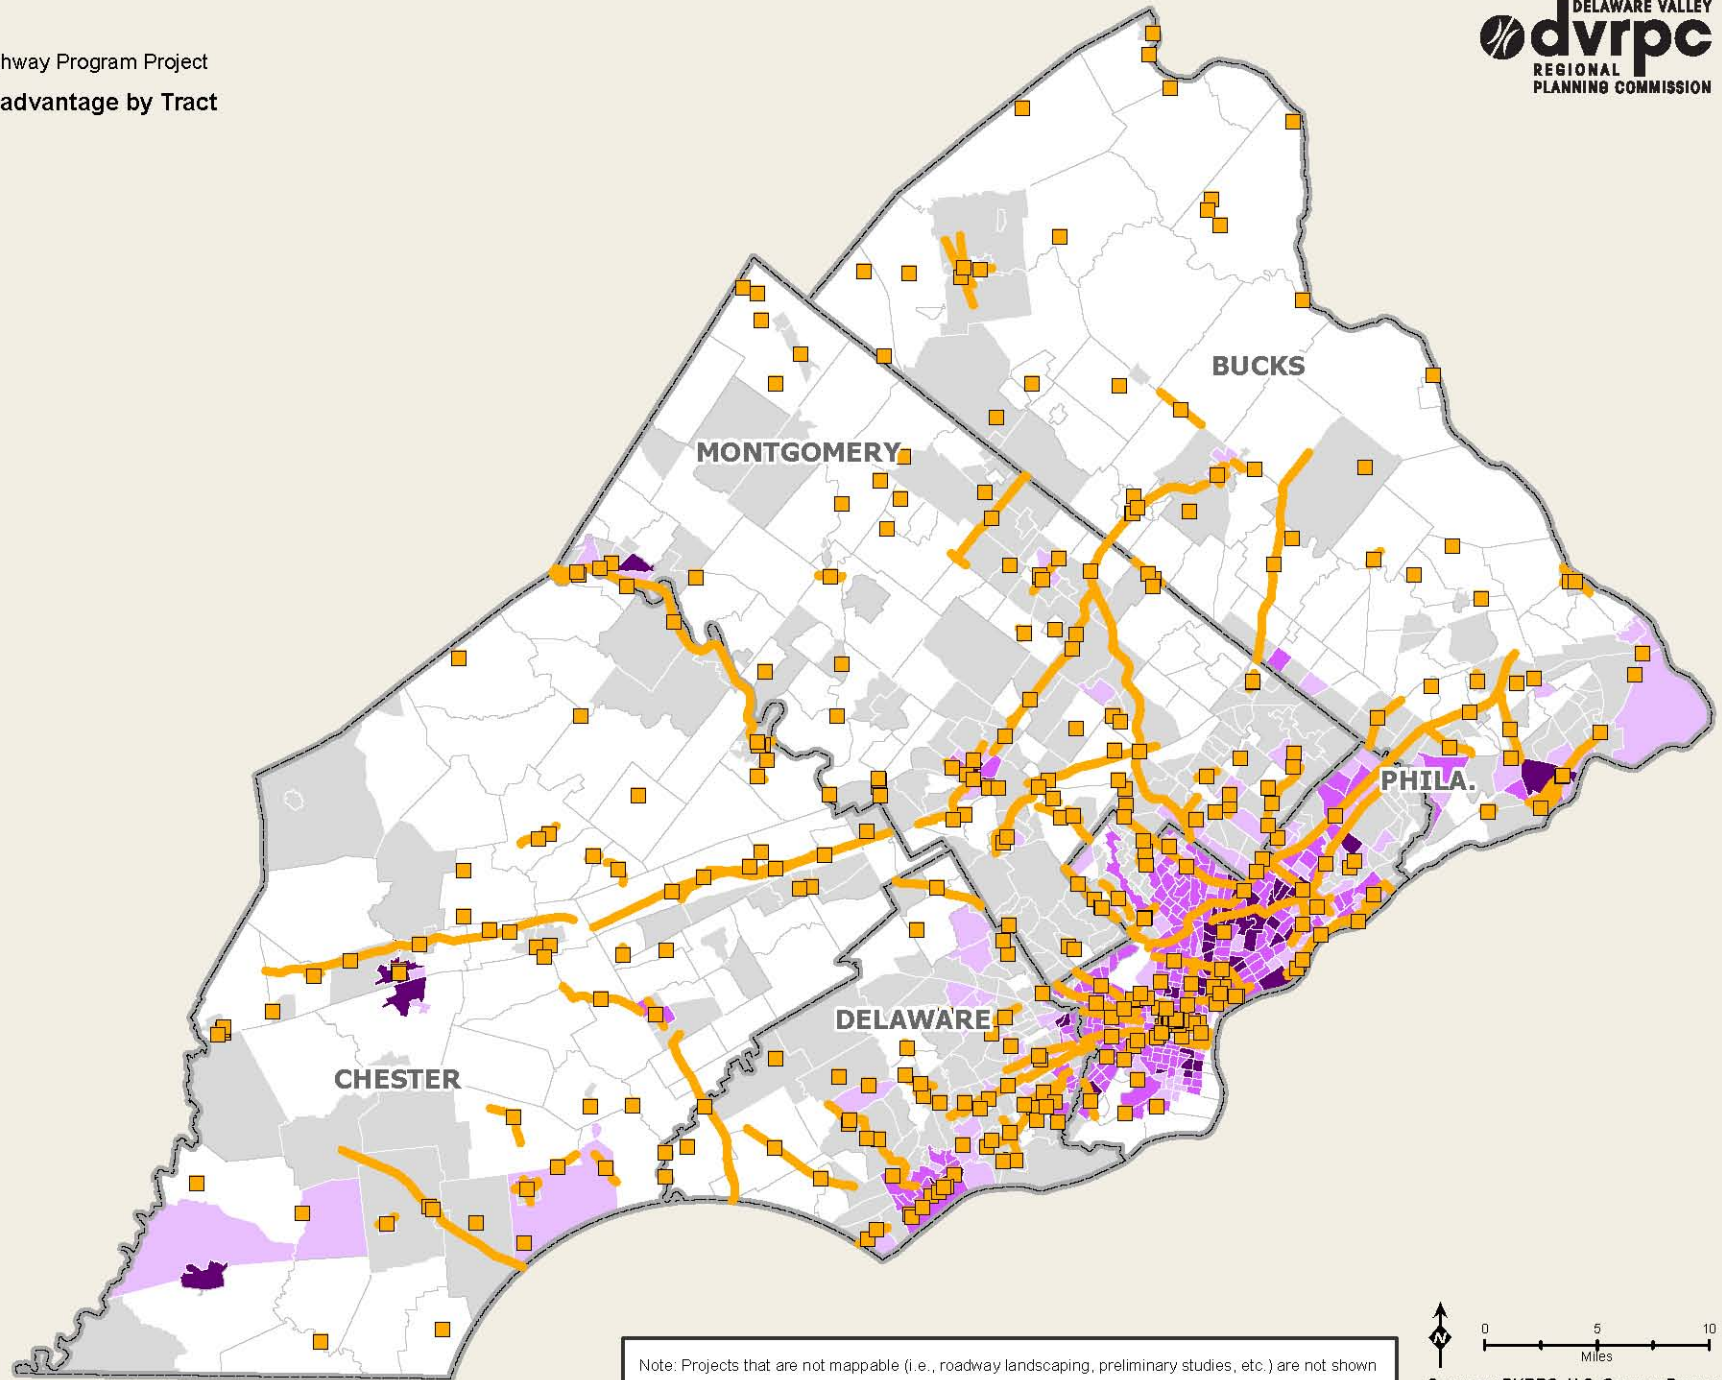 DELAWARE VALLEY
dvrpc
REGIONAL
PLANNING COMMISSION
hway Program Project
advantage by Tract
BUCKS
MONTGOMERY
PHILA.
DELAWARE
CHESTER
N
0 5 10
Miles
Note: Projects that are not mappable (i.e., roadway landscaping, preliminary studies, etc.) are not shown